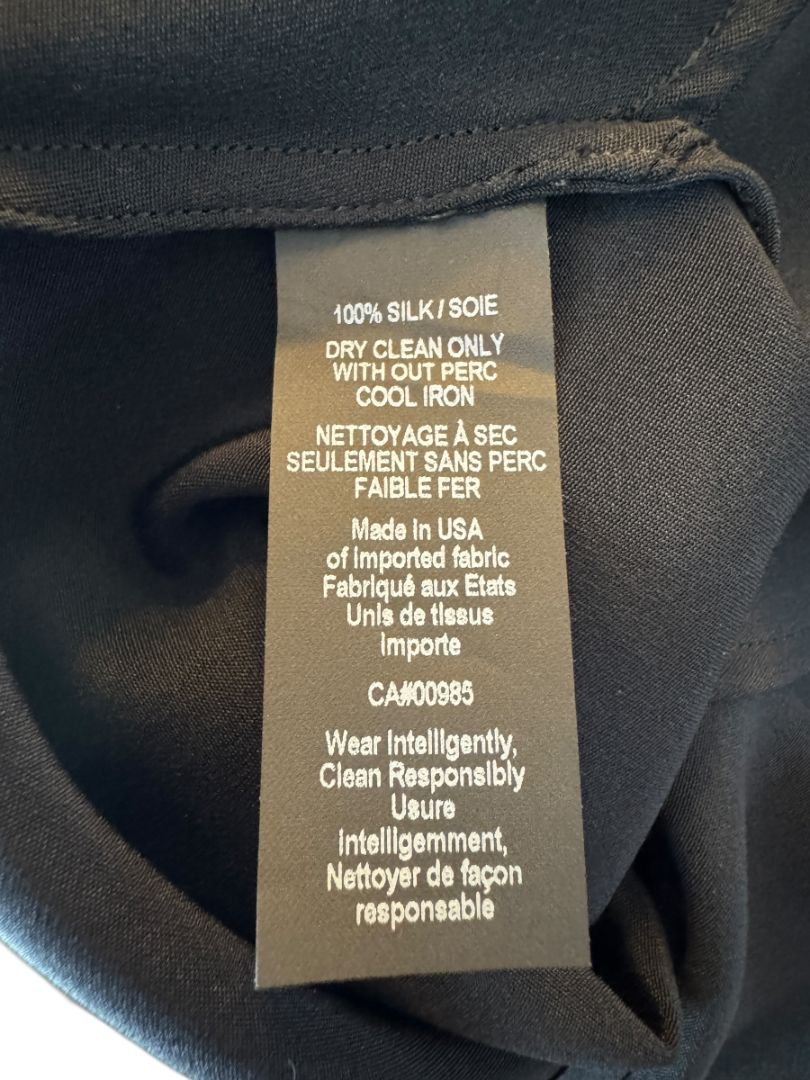 100% SILK / SOIE
DRY CLEAN ONLY
WITH OUT PERC
COOL IRON
NETTOYAGE À SEC
SEULEMENT SANS PERC
FAIBLE FER
Made in USA
of imported fabric
Fabriqué aux Etats
Unis de tissus
Importe
CA#00985
Wear Intelligently,
Clean Responsibly
Usure
Intelligemment,
Nettoyer de façon
responsable